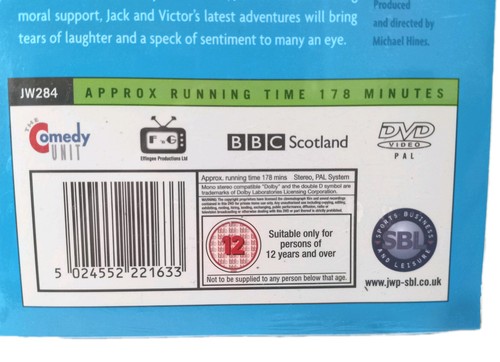 moral support, Jack and Victor's latest adventures will bring
tears of laughter and a speck of sentiment to many an eye.
Produced
and directed by
Michael Hines.
JW284
APPROX RUNNING TIME 178 MINUTES
THE
Comedy
UNIT
F G
Effingee Productions Ltd
BBC Scotland
DVD
VIDEO
PAL
Approx. running time 178 mins Stereo, PAL System
Mono stereo compatible "Dolby" and the double D symbol are
trademarks of Dolby Laboratories Licensing Corporation.
12
Suitable only for
persons of
12 years and over
Not to be supplied to any person below that age.
5 024552 221633
SPORTS BUSINESS
SBL
AND LEISURE
www.jwp-sbl.co.uk